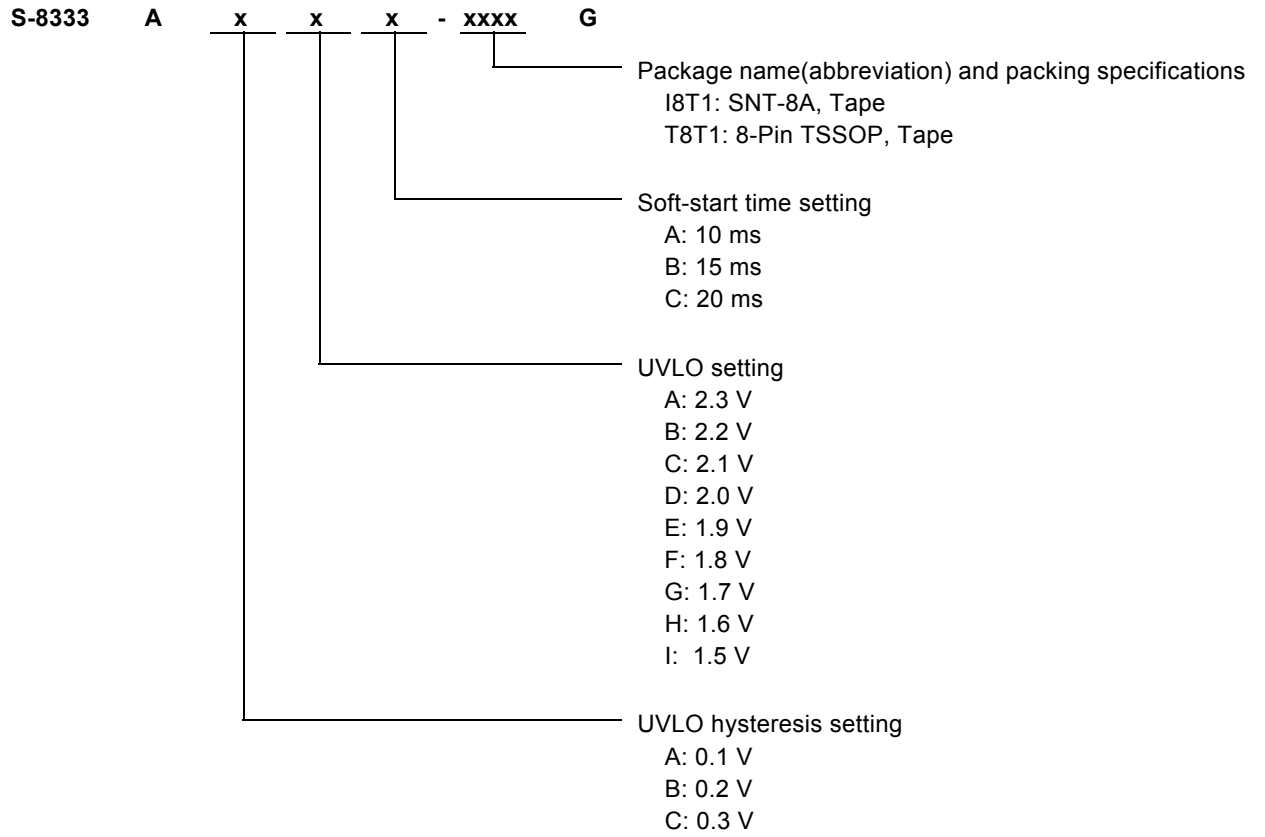 S-8333 A x x x - xxxx G
Package name(abbreviation) and packing specifications
I8T1: SNT-8A, Tape
T8T1: 8-Pin TSSOP, Tape
Soft-start time setting
A: 10 ms
B: 15 ms
C: 20 ms
UVLO setting
A: 2.3 V
B: 2.2 V
C: 2.1 V
D: 2.0 V
E: 1.9 V
F: 1.8 V
G: 1.7 V
H: 1.6 V
I: 1.5 V
UVLO hysteresis setting
A: 0.1 V
B: 0.2 V
C: 0.3 V